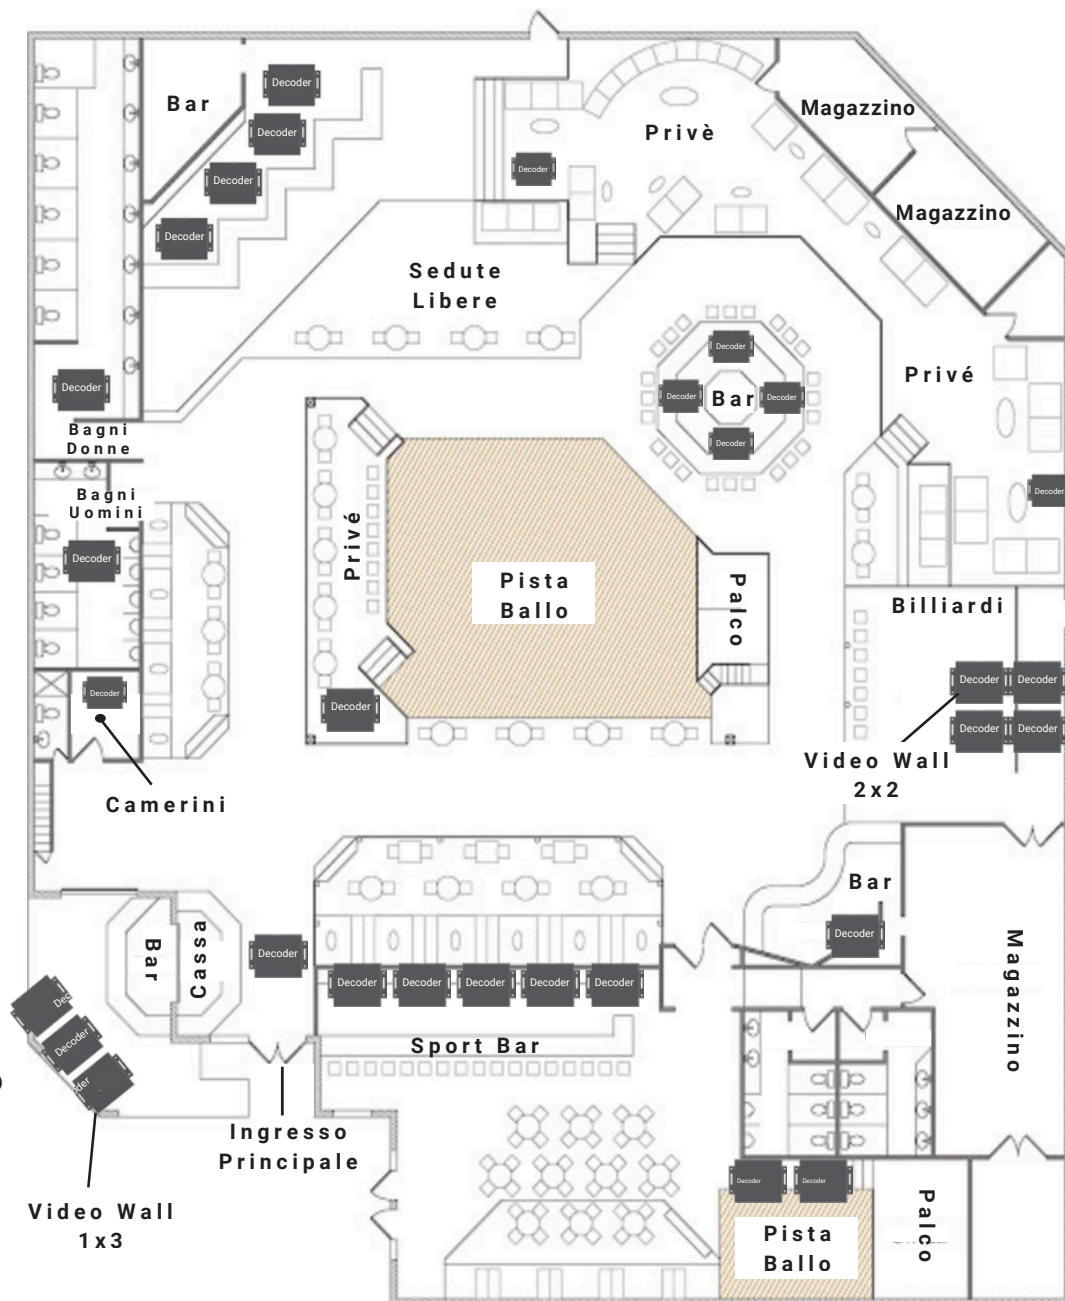 Decoder
Bar
Decoder
Decoder
Decoder
Magazzino
Privè
Decoder
Magazzino
Sedute
Libere
Decoder
Decoder
Bar
Decoder
Decoder
Privé
Decoder
Bagni
Donne
Decoder
Bagni
Uomini
Privé
Decoder
Pista
Ballo
Palco
Billiardi
Decoder
Decoder
Decoder
Decoder
Decoder
Decoder
Video Wall
2x2
Camerini
Bar
Decoder
Magazzino
Bar
Cassa
Decoder
Decoder
Decoder
Decoder
Decoder
Decoder
Sport Bar
Decoder
Ingresso
Principale
Decoder
Decoder
Video Wall
1x3
Pista
Ballo
Palco